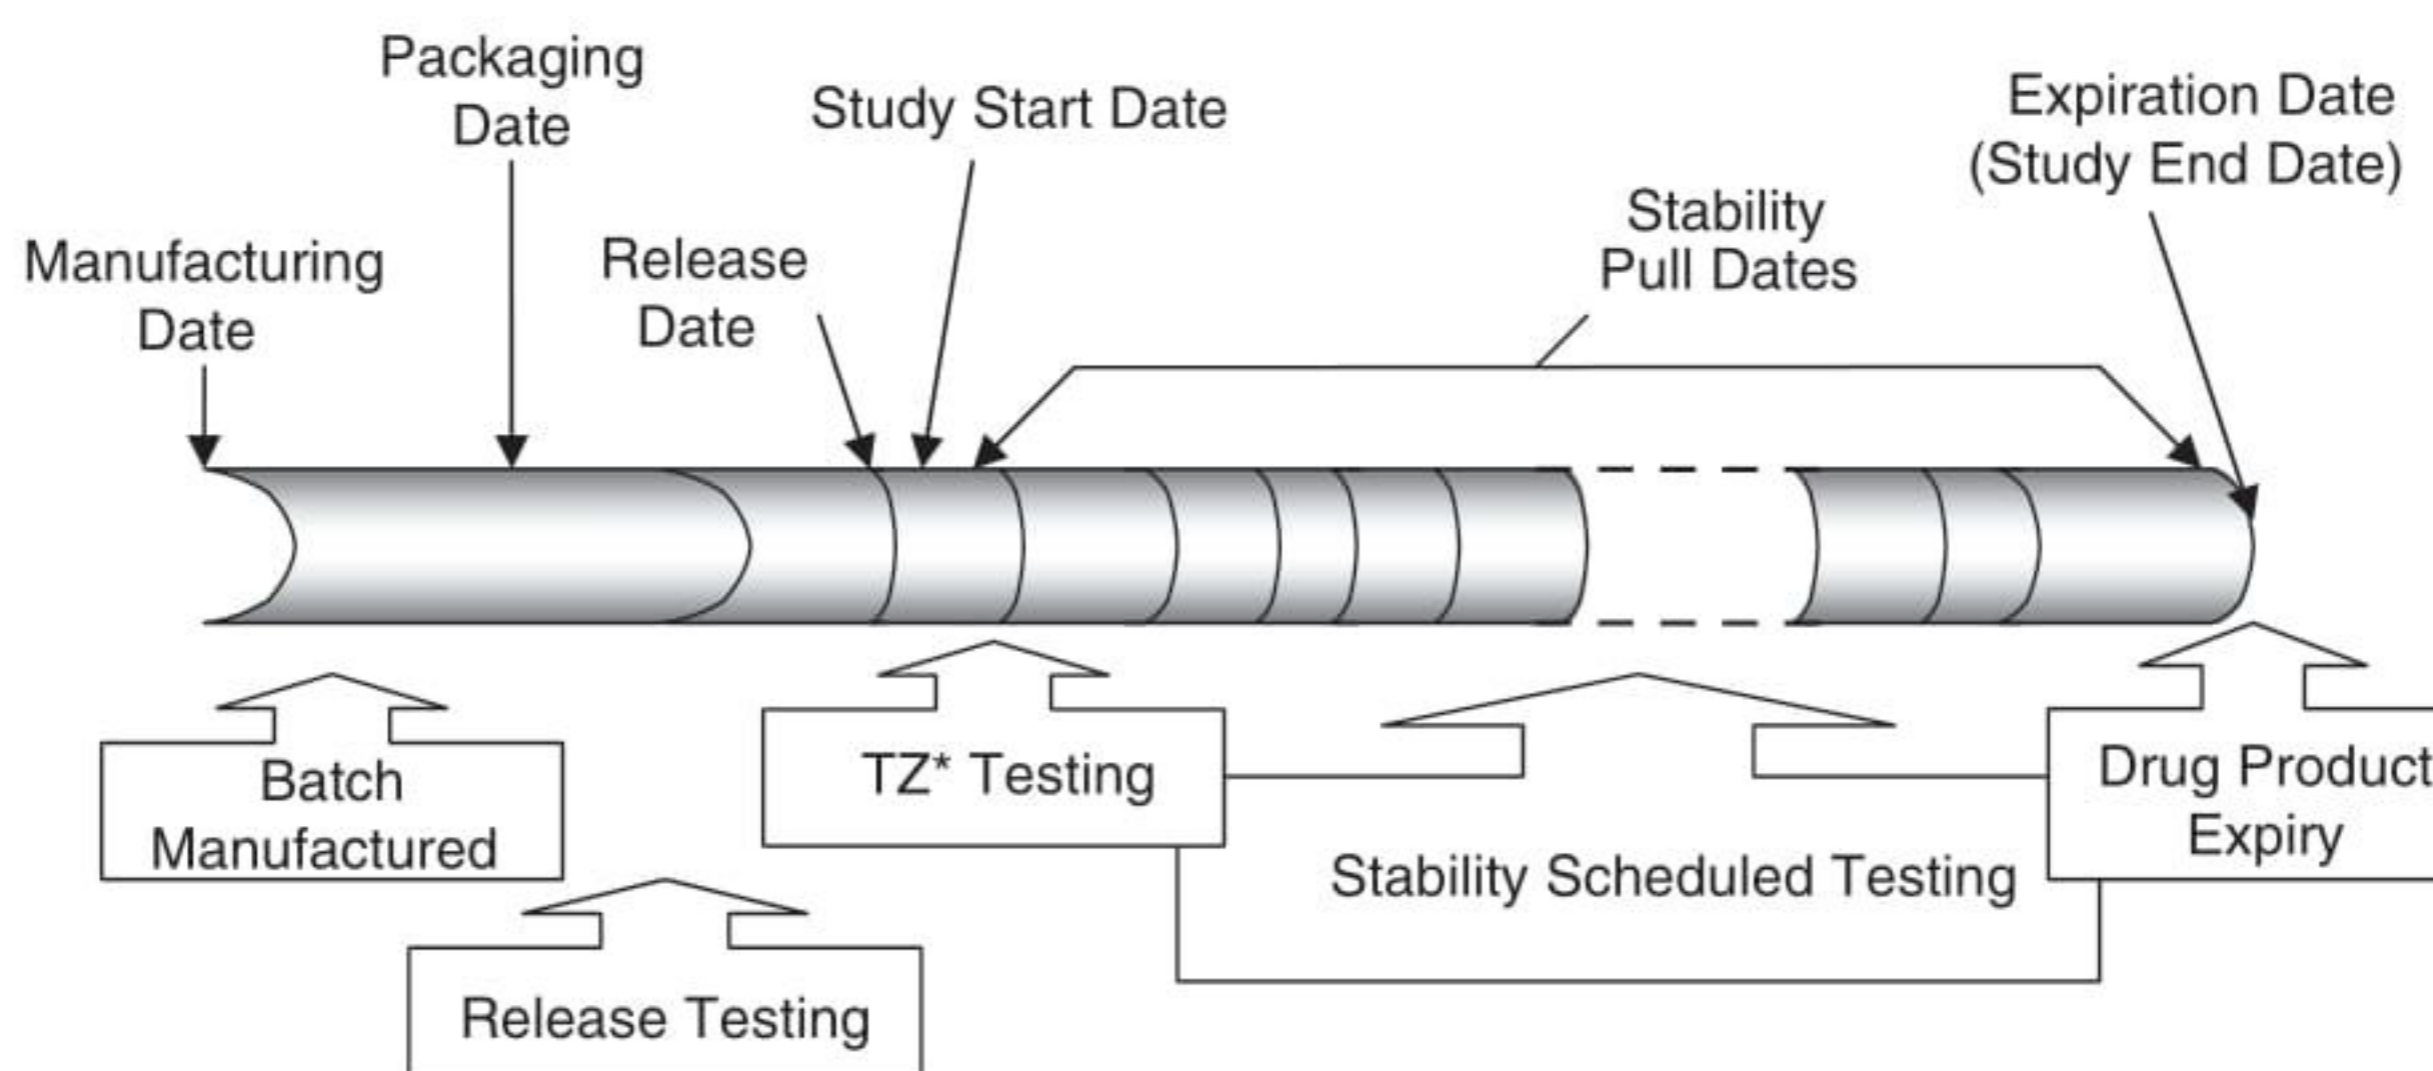 Packaging
Date
Study Start Date
Expiration Date
(Study End Date)
Stability
Pull Dates
Manufacturing
Date
Release
Date
Batch
Manufactured
TZ* Testing
Drug Product
Expiry
Stability Scheduled Testing
Release Testing